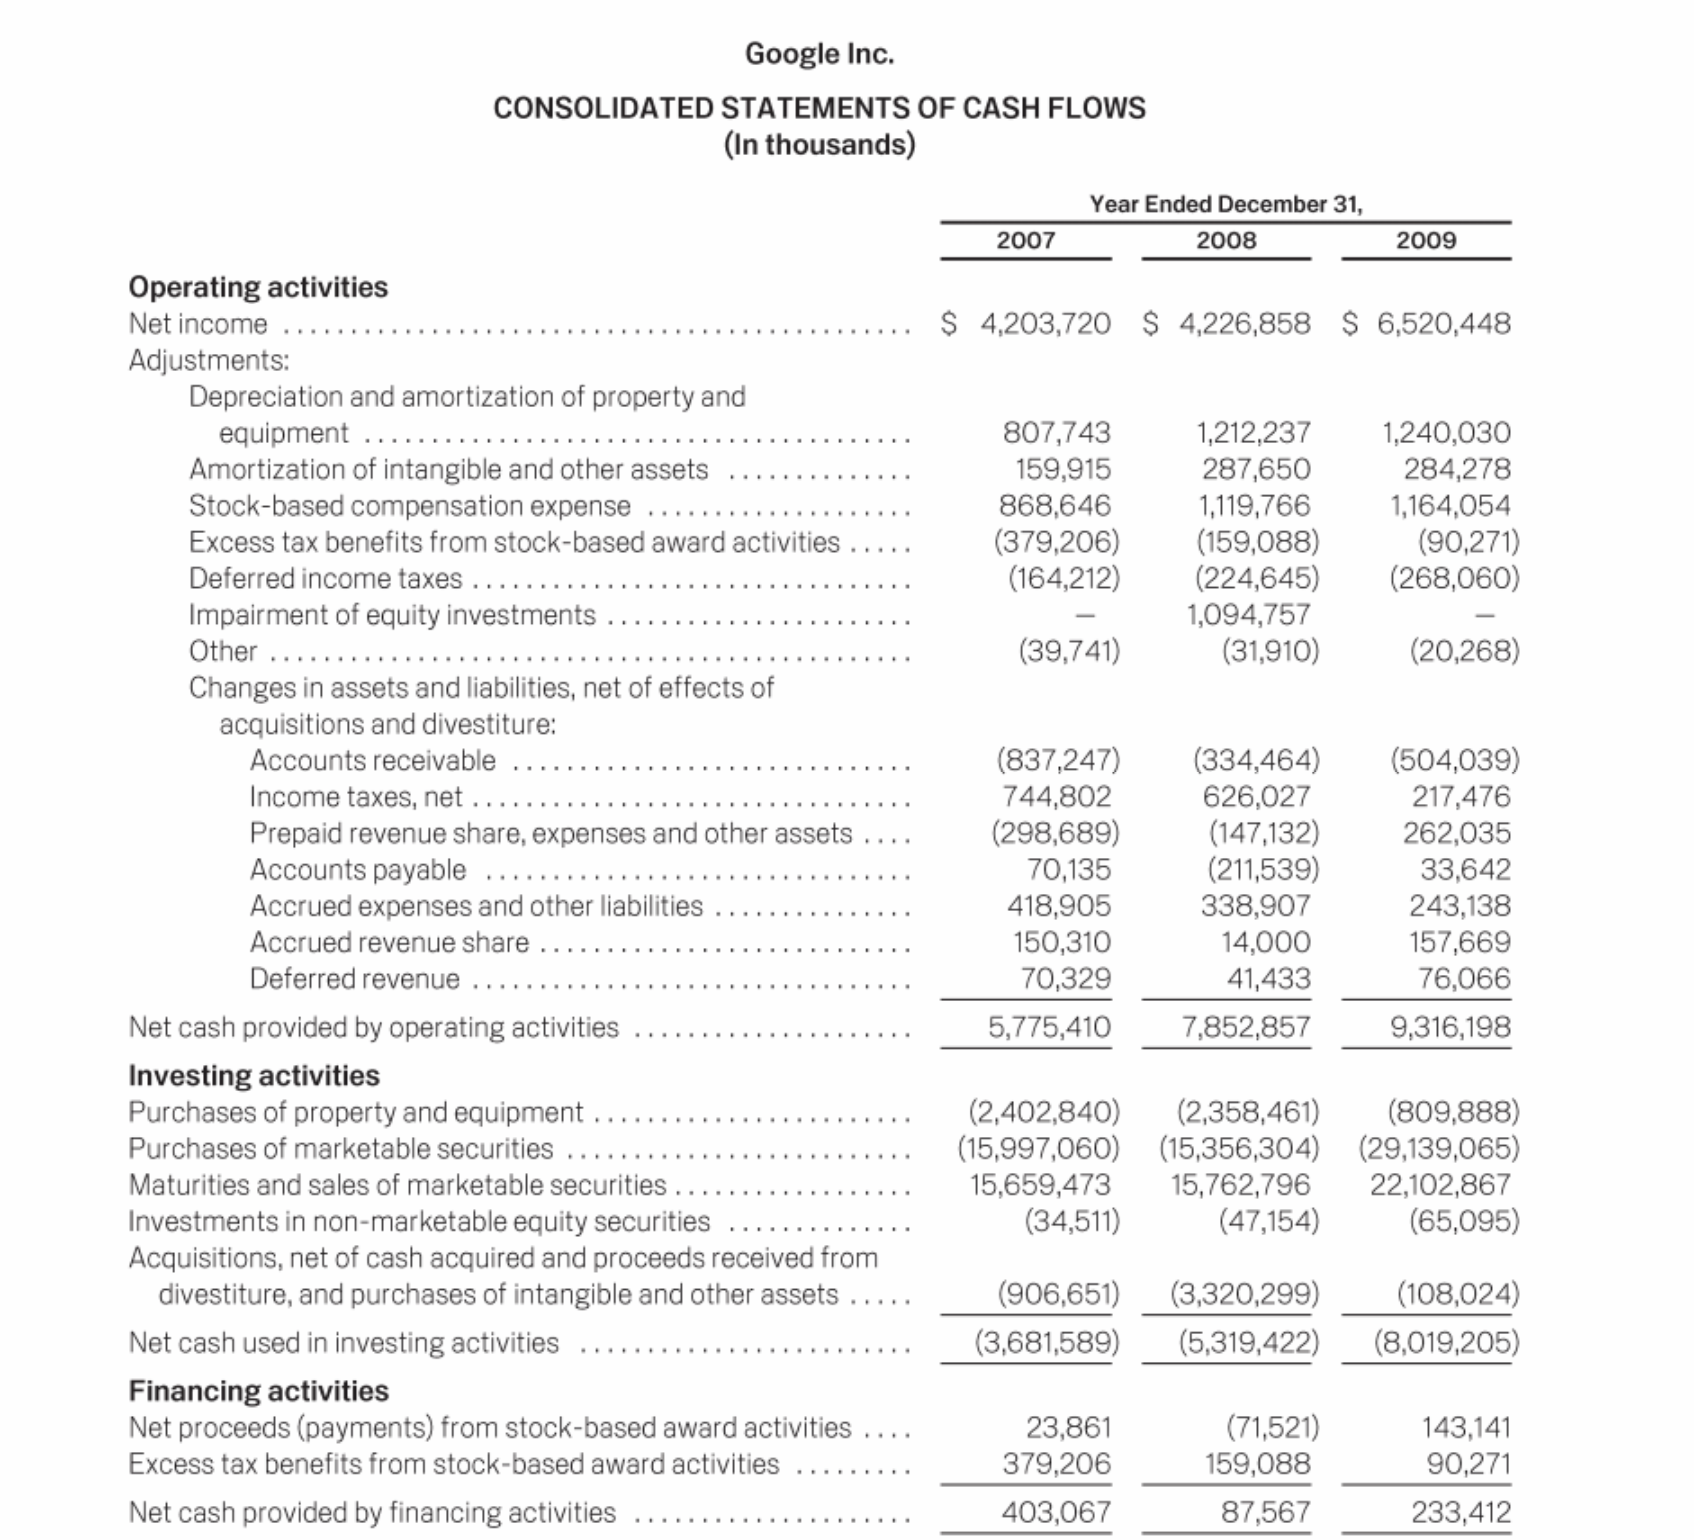 Google Inc.
CONSOLIDATED STATEMENTS OF CASH FLOWS
(In thousands)
Year Ended December 31,
2007 2008 2009
Operating activities
Net income ............................................... $ 4,203,720 $ 4,226,858 $ 6,520,448
Adjustments:
Depreciation and amortization of property and
equipment ......................................... 807,743 1,212,237 1,240,030
Amortization of intangible and other assets .............. 159,915 287,650 284,278
Stock-based compensation expense .................... 868,646 1,119,766 1,164,054
Excess tax benefits from stock-based award activities ..... (379,206) (159,088) (90,271)
Deferred income taxes ................................. (164,212) (224,645) (268,060)
Impairment of equity investments ....................... — 1,094,757 —
Other ................................................ (39,741) (31,910) (20,268)
Changes in assets and liabilities, net of effects of
acquisitions and divestiture:
Accounts receivable .............................. (837,247) (334,464) (504,039)
Income taxes, net ................................. 744,802 626,027 217,476
Prepaid revenue share, expenses and other assets .... (298,689) (147,132) 262,035
Accounts payable ................................ 70,135 (211,539) 33,642
Accrued expenses and other liabilities ............... 418,905 338,907 243,138
Accrued revenue share ............................ 150,310 14,000 157,669
Deferred revenue ................................. 70,329 41,433 76,066
Net cash provided by operating activities ..................... 5,775,410 7,852,857 9,316,198
Investing activities
Purchases of property and equipment ........................ (2,402,840) (2,358,461) (809,888)
Purchases of marketable securities .......................... (15,997,060) (15,356,304) (29,139,065)
Maturities and sales of marketable securities .................. 15,659,473 15,762,796 22,102,867
Investments in non-marketable equity securities .............. (34,511) (47,154) (65,095)
Acquisitions, net of cash acquired and proceeds received from
divestiture, and purchases of intangible and other assets ..... (906,651) (3,320,299) (108,024)
Net cash used in investing activities ......................... (3,681,589) (5,319,422) (8,019,205)
Financing activities
Net proceeds (payments) from stock-based award activities .... 23,861 (71,521) 143,141
Excess tax benefits from stock-based award activities ......... 379,206 159,088 90,271
Net cash provided by financing activities ..................... 403,067 87,567 233,412